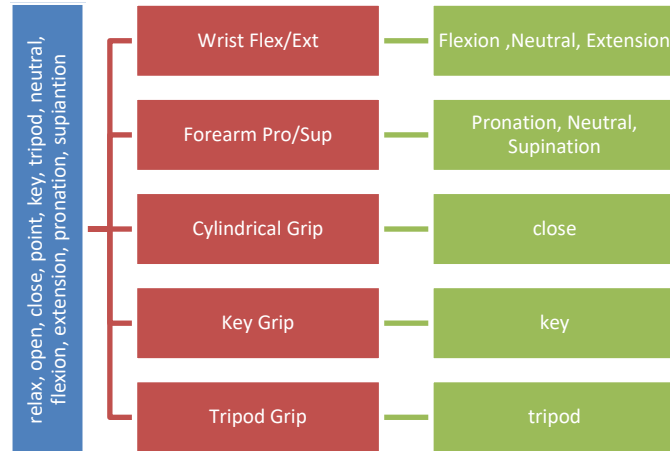 relax, open, close, point, key, tripod, neutral,
flexion, extension, pronation, supiantion
Wrist Flex/Ext
Flexion ,Neutral, Extension
Forearm Pro/Sup
Pronation, Neutral,
Supination
Cylindrical Grip
close
Key Grip
key
Tripod Grip
tripod